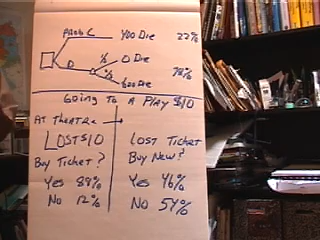 PROG C 400 Die 22%
D 1/3 0 Die
2/3 600 Die 78%
Going to A Play $10
AT THEATRE
LOST $10
Buy Ticket?
Yes 88%
No 12%
LOST TICKET
Buy New?
Yes 46%
No 54%